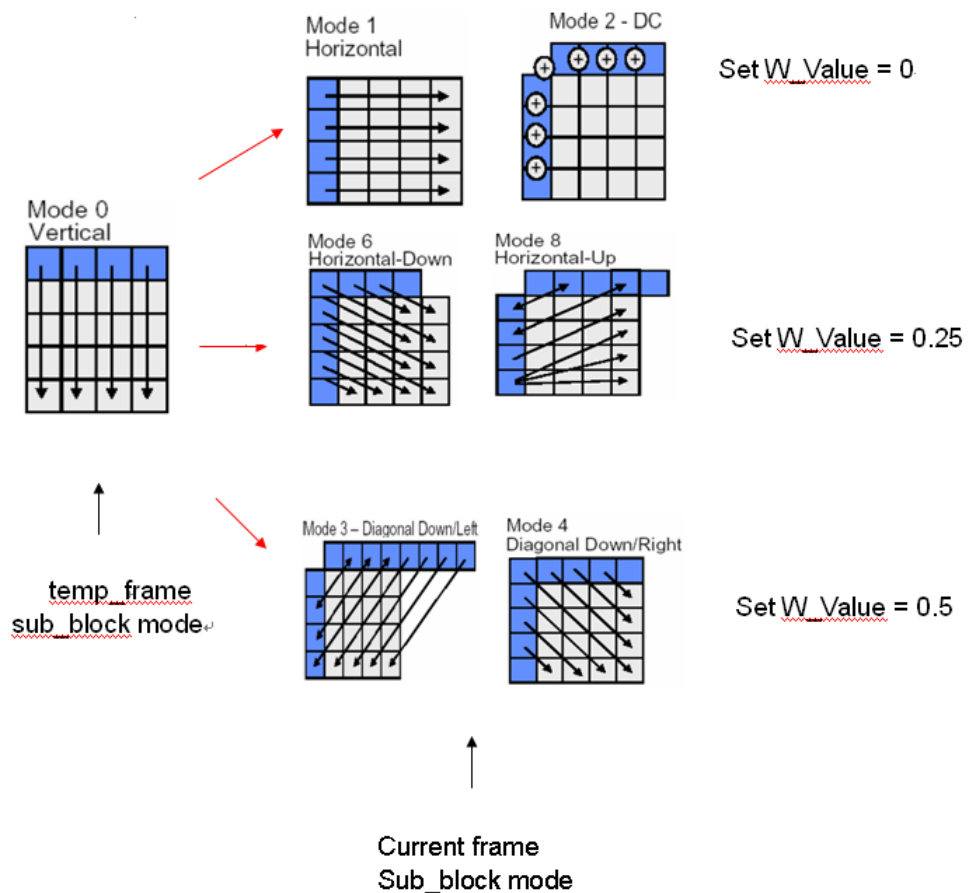 Mode 1
Horizontal
Mode 2 - DC
Set W_Value = 0
Mode 0
Vertical
Mode 6
Horizontal-Down
Mode 8
Horizontal-Up
Set W_Value = 0.25
Mode 3 – Diagonal Down/Left
Mode 4
Diagonal Down/Right
Set W_Value = 0.5
temp_frame
sub_block mode
Current frame
Sub_block mode